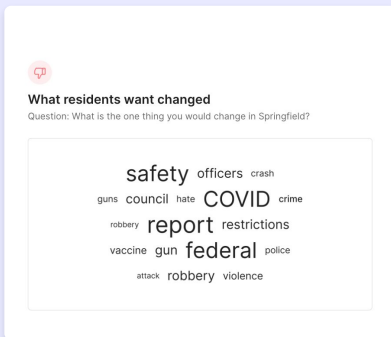 What residents want changed
Question: What is the one thing you would change in Springfield?
safety officers crash
guns council hate COVID crime
robbery report restrictions
vaccine gun federal police
attack robbery violence